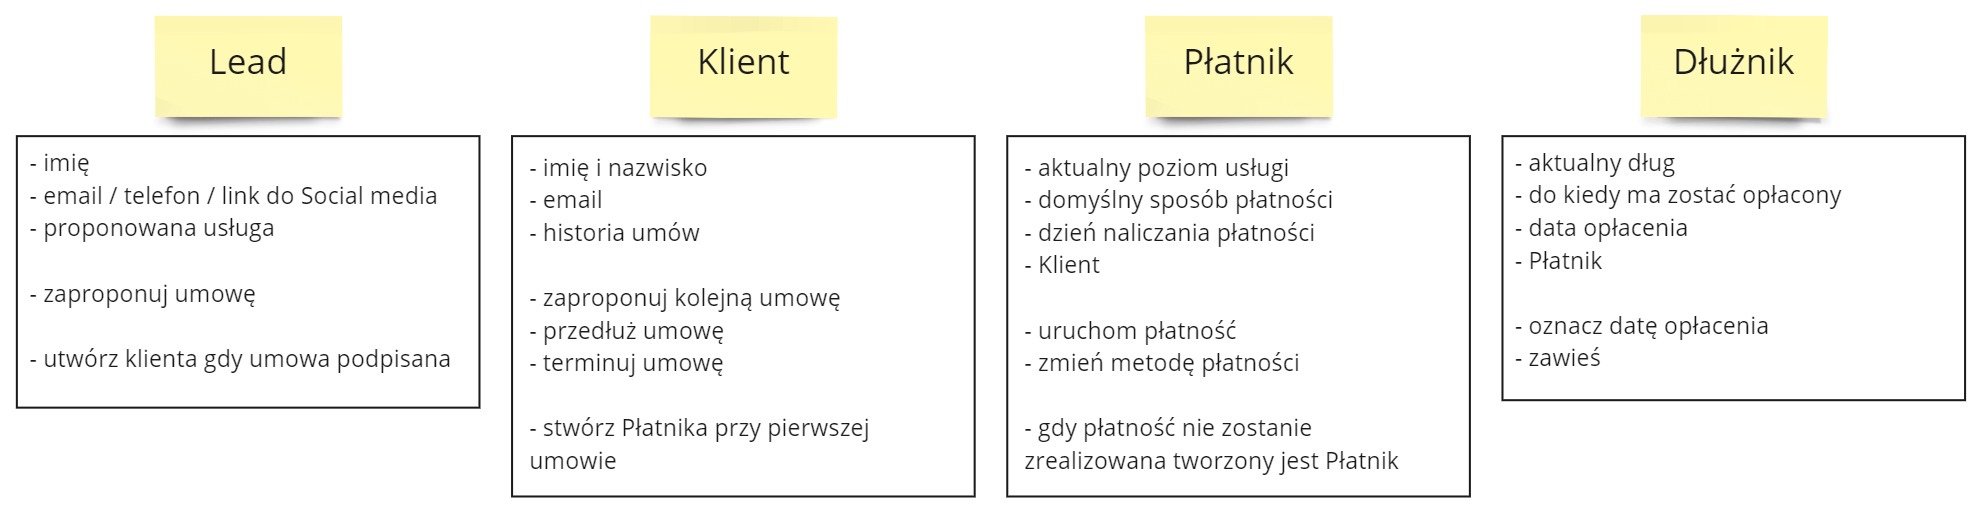 Lead
- imię
- email / telefon / link do Social media
- proponowana usługa
- zaproponuj umowę
- utwórz klienta gdy umowa podpisana
Klient
- imię i nazwisko
- email
- historia umów
- zaproponuj kolejną umowę
- przedłuż umowę
- terminuj umowę
- stwórz Płatnika przy pierwszej
umowie
Płatnik
- aktualny poziom usługi
- domyślny sposób płatności
- dzień naliczania płatności
- Klient
- uruchom płatność
- zmień metodę płatności
- gdy płatność nie zostanie
zrealizowana tworzony jest Płatnik
Dłużnik
- aktualny dług
- do kiedy ma zostać opłacony
- data opłacenia
- Płatnik
- oznacz datę opłacenia
- zawieś